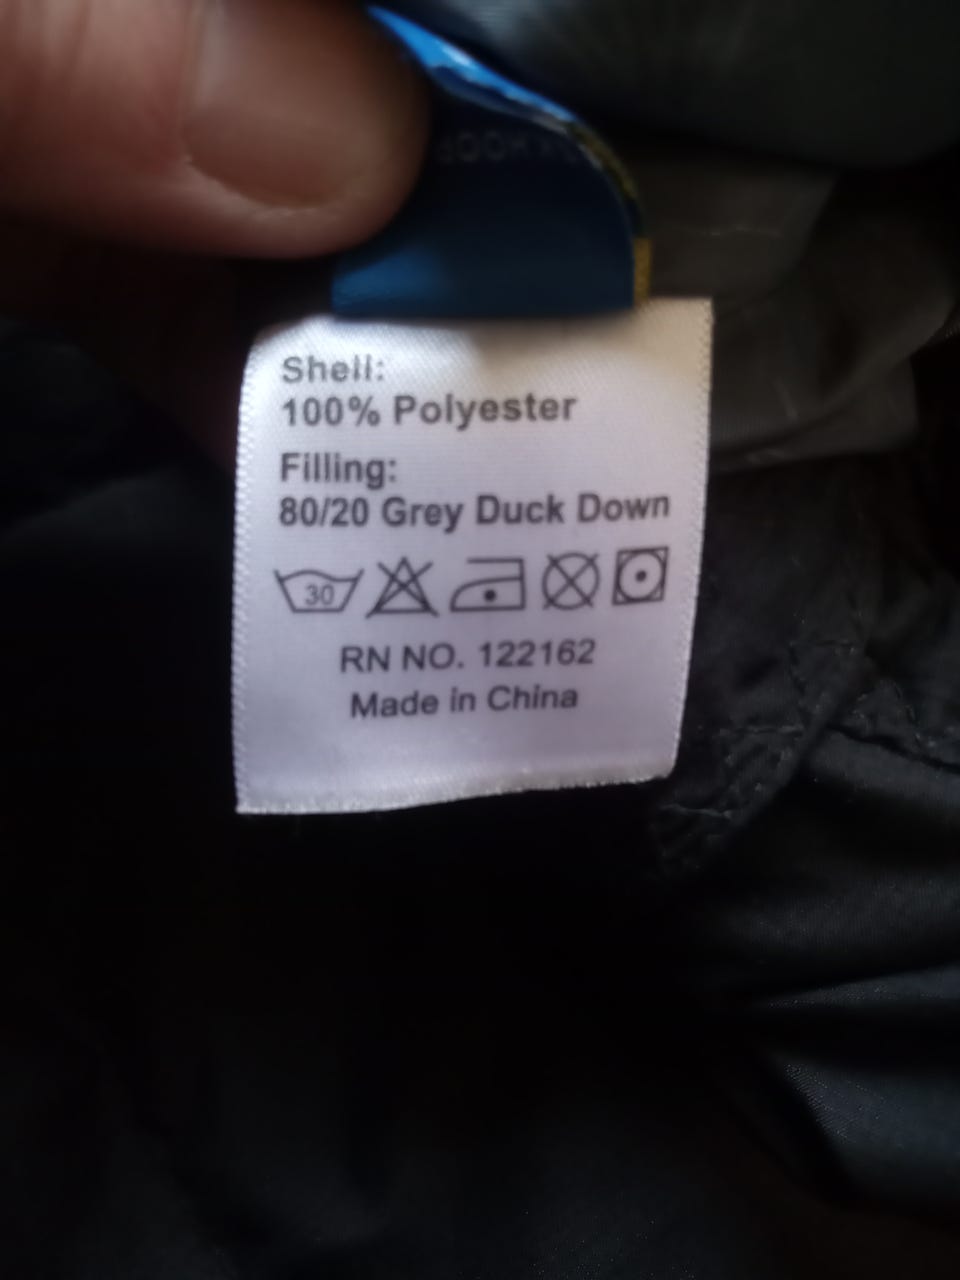 Shell:
100% Polyester
Filling:
80/20 Grey Duck Down
30
RN NO. 122162
Made in China